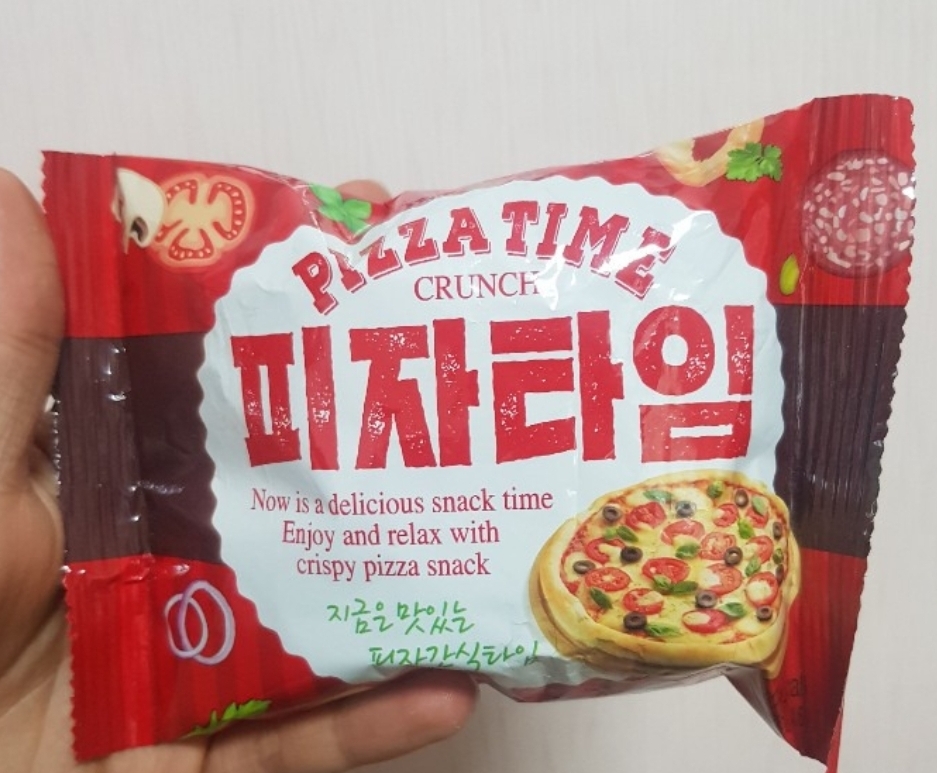 PIZZA TIME
CRUNCH
피자타임
Now is a delicious snack time
Enjoy and relax with
crispy pizza snack
지금은 맛있는
피자간식타임